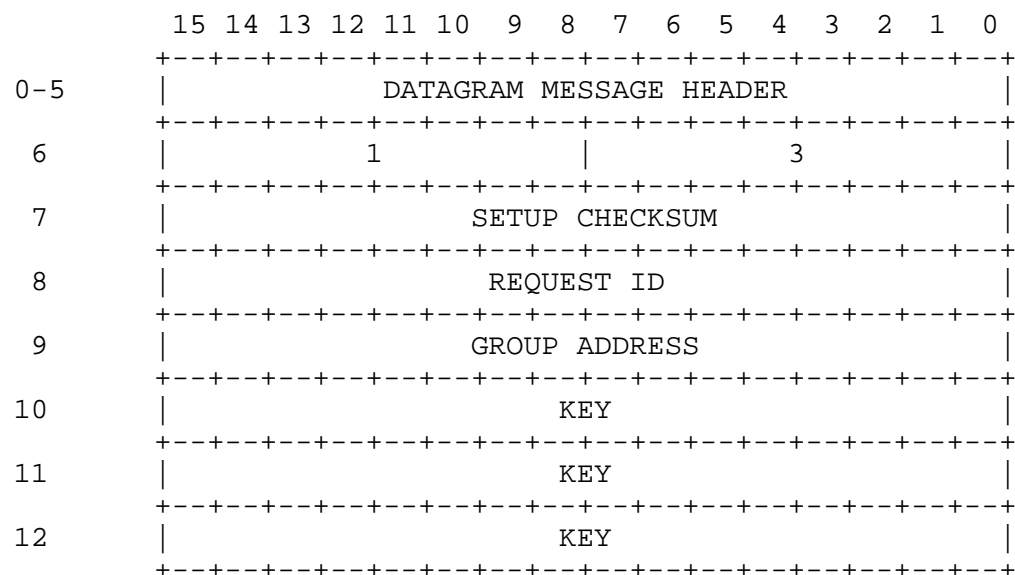 15 14 13 12 11 10 9 8 7 6 5 4 3 2 1 0
+--+--+--+--+--+--+--+--+--+--+--+--+--+--+--+--+
0-5 | DATAGRAM MESSAGE HEADER |
+--+--+--+--+--+--+--+--+--+--+--+--+--+--+--+--+
6 | 1 | 3 |
+--+--+--+--+--+--+--+--+--+--+--+--+--+--+--+--+
7 | SETUP CHECKSUM |
+--+--+--+--+--+--+--+--+--+--+--+--+--+--+--+--+
8 | REQUEST ID |
+--+--+--+--+--+--+--+--+--+--+--+--+--+--+--+--+
9 | GROUP ADDRESS |
+--+--+--+--+--+--+--+--+--+--+--+--+--+--+--+--+
10 | KEY |
+--+--+--+--+--+--+--+--+--+--+--+--+--+--+--+--+
11 | KEY |
+--+--+--+--+--+--+--+--+--+--+--+--+--+--+--+--+
12 | KEY |
+--+--+--+--+--+--+--+--+--+--+--+--+--+--+--+--+